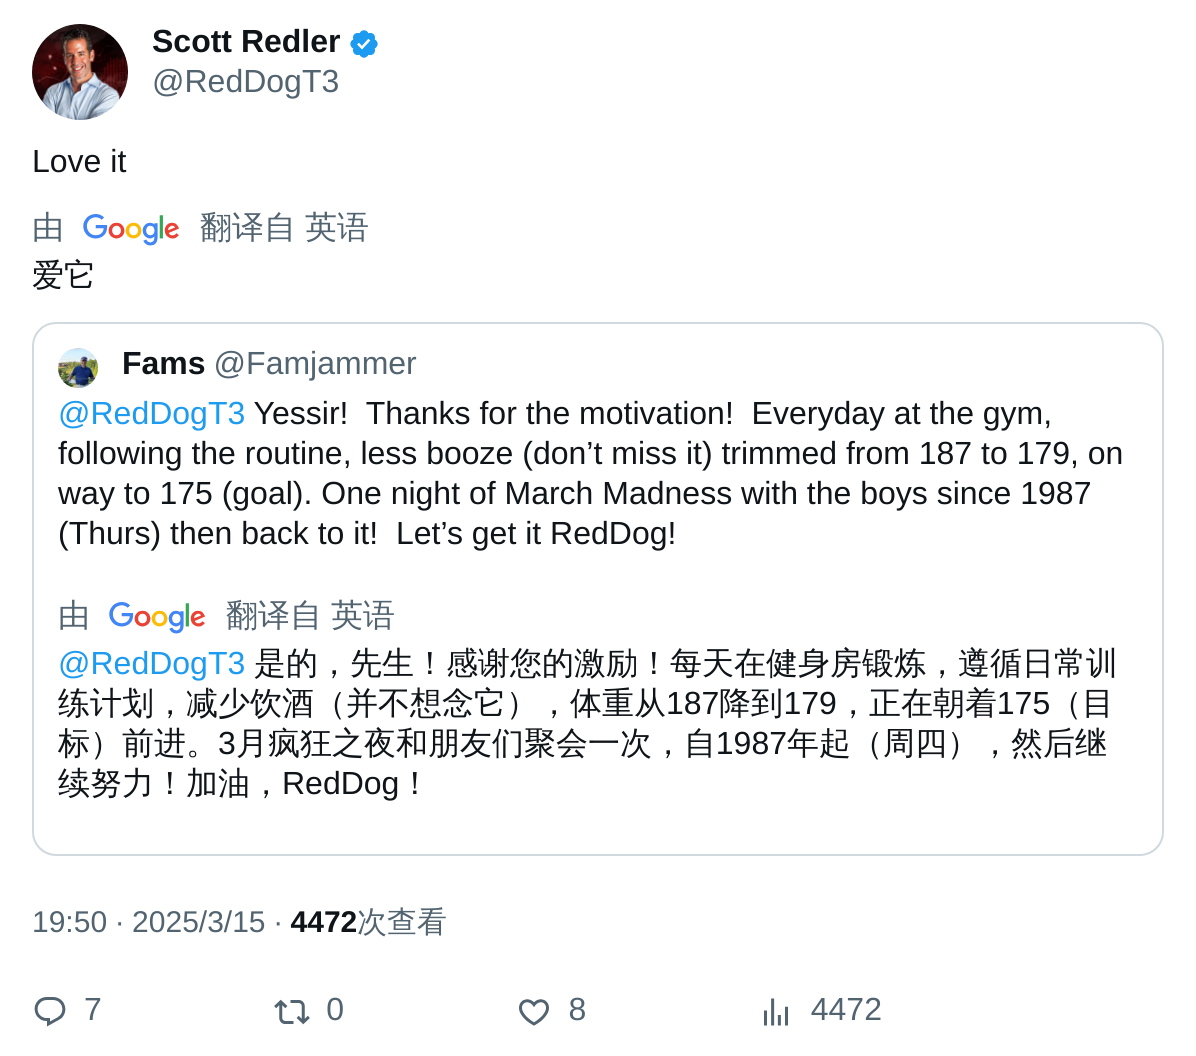 Scott Redler
@RedDogT3
Love it
由 Google 翻译自 英语
爱它
Fams @Famjammer
@RedDogT3 Yessir!  Thanks for the motivation!  Everyday at the gym,
following the routine, less booze (don’t miss it) trimmed from 187 to 179, on
way to 175 (goal). One night of March Madness with the boys since 1987
(Thurs) then back to it!  Let’s get it RedDog!
由 Google 翻译自 英语
@RedDogT3 是的，先生！感谢您的激励！每天在健身房锻炼，遵循日常训
练计划，减少饮酒（并不想念它），体重从187降到179，正在朝着175（目
标）前进。3月疯狂之夜和朋友们聚会一次，自1987年起（周四），然后继
续努力！加油，RedDog！
19:50 · 2025/3/15 · 4472次查看
7 0 8 4472